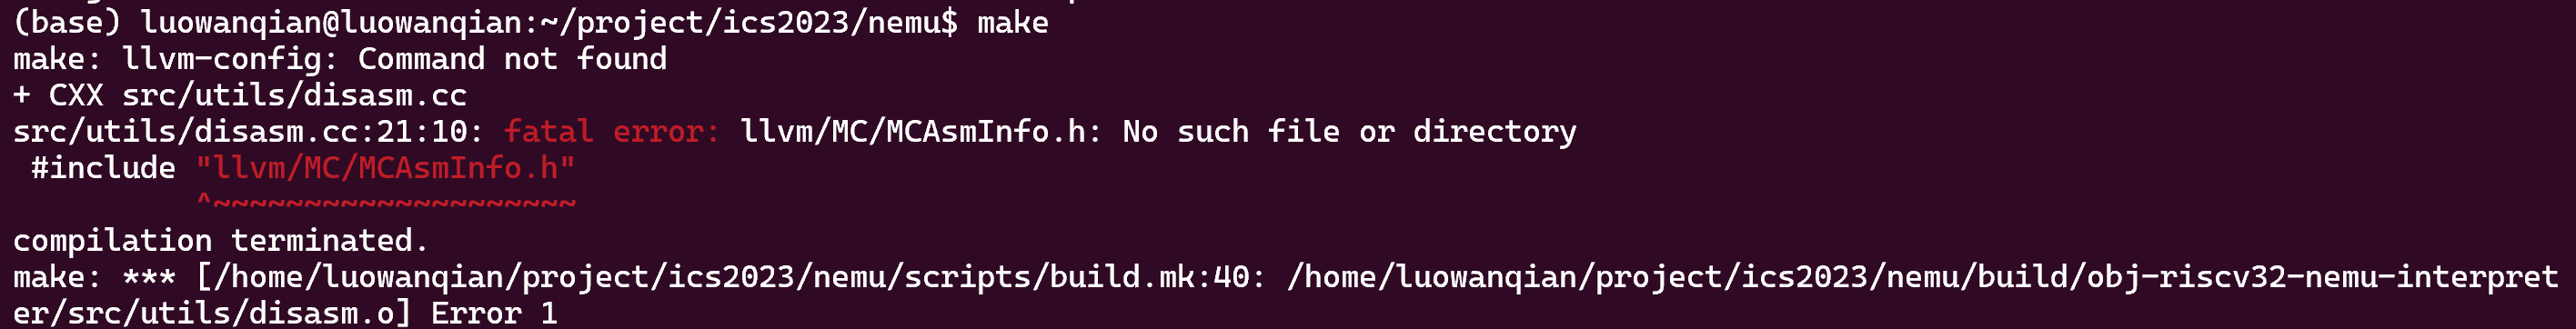 (base) luowanqian@luowanqian:~/project/ics2023/nemu$ make
make: llvm-config: Command not found
+ CXX src/utils/disasm.cc
src/utils/disasm.cc:21:10: fatal error: llvm/MC/MCAsmInfo.h: No such file or directory
 #include "llvm/MC/MCAsmInfo.h"
          ^~~~~~~~~~~~~~~~~~~~~
compilation terminated.
make: *** [/home/luowanqian/project/ics2023/nemu/scripts/build.mk:40: /home/luowanqian/project/ics2023/nemu/build/obj-riscv32-nemu-interpret
er/src/utils/disasm.o] Error 1